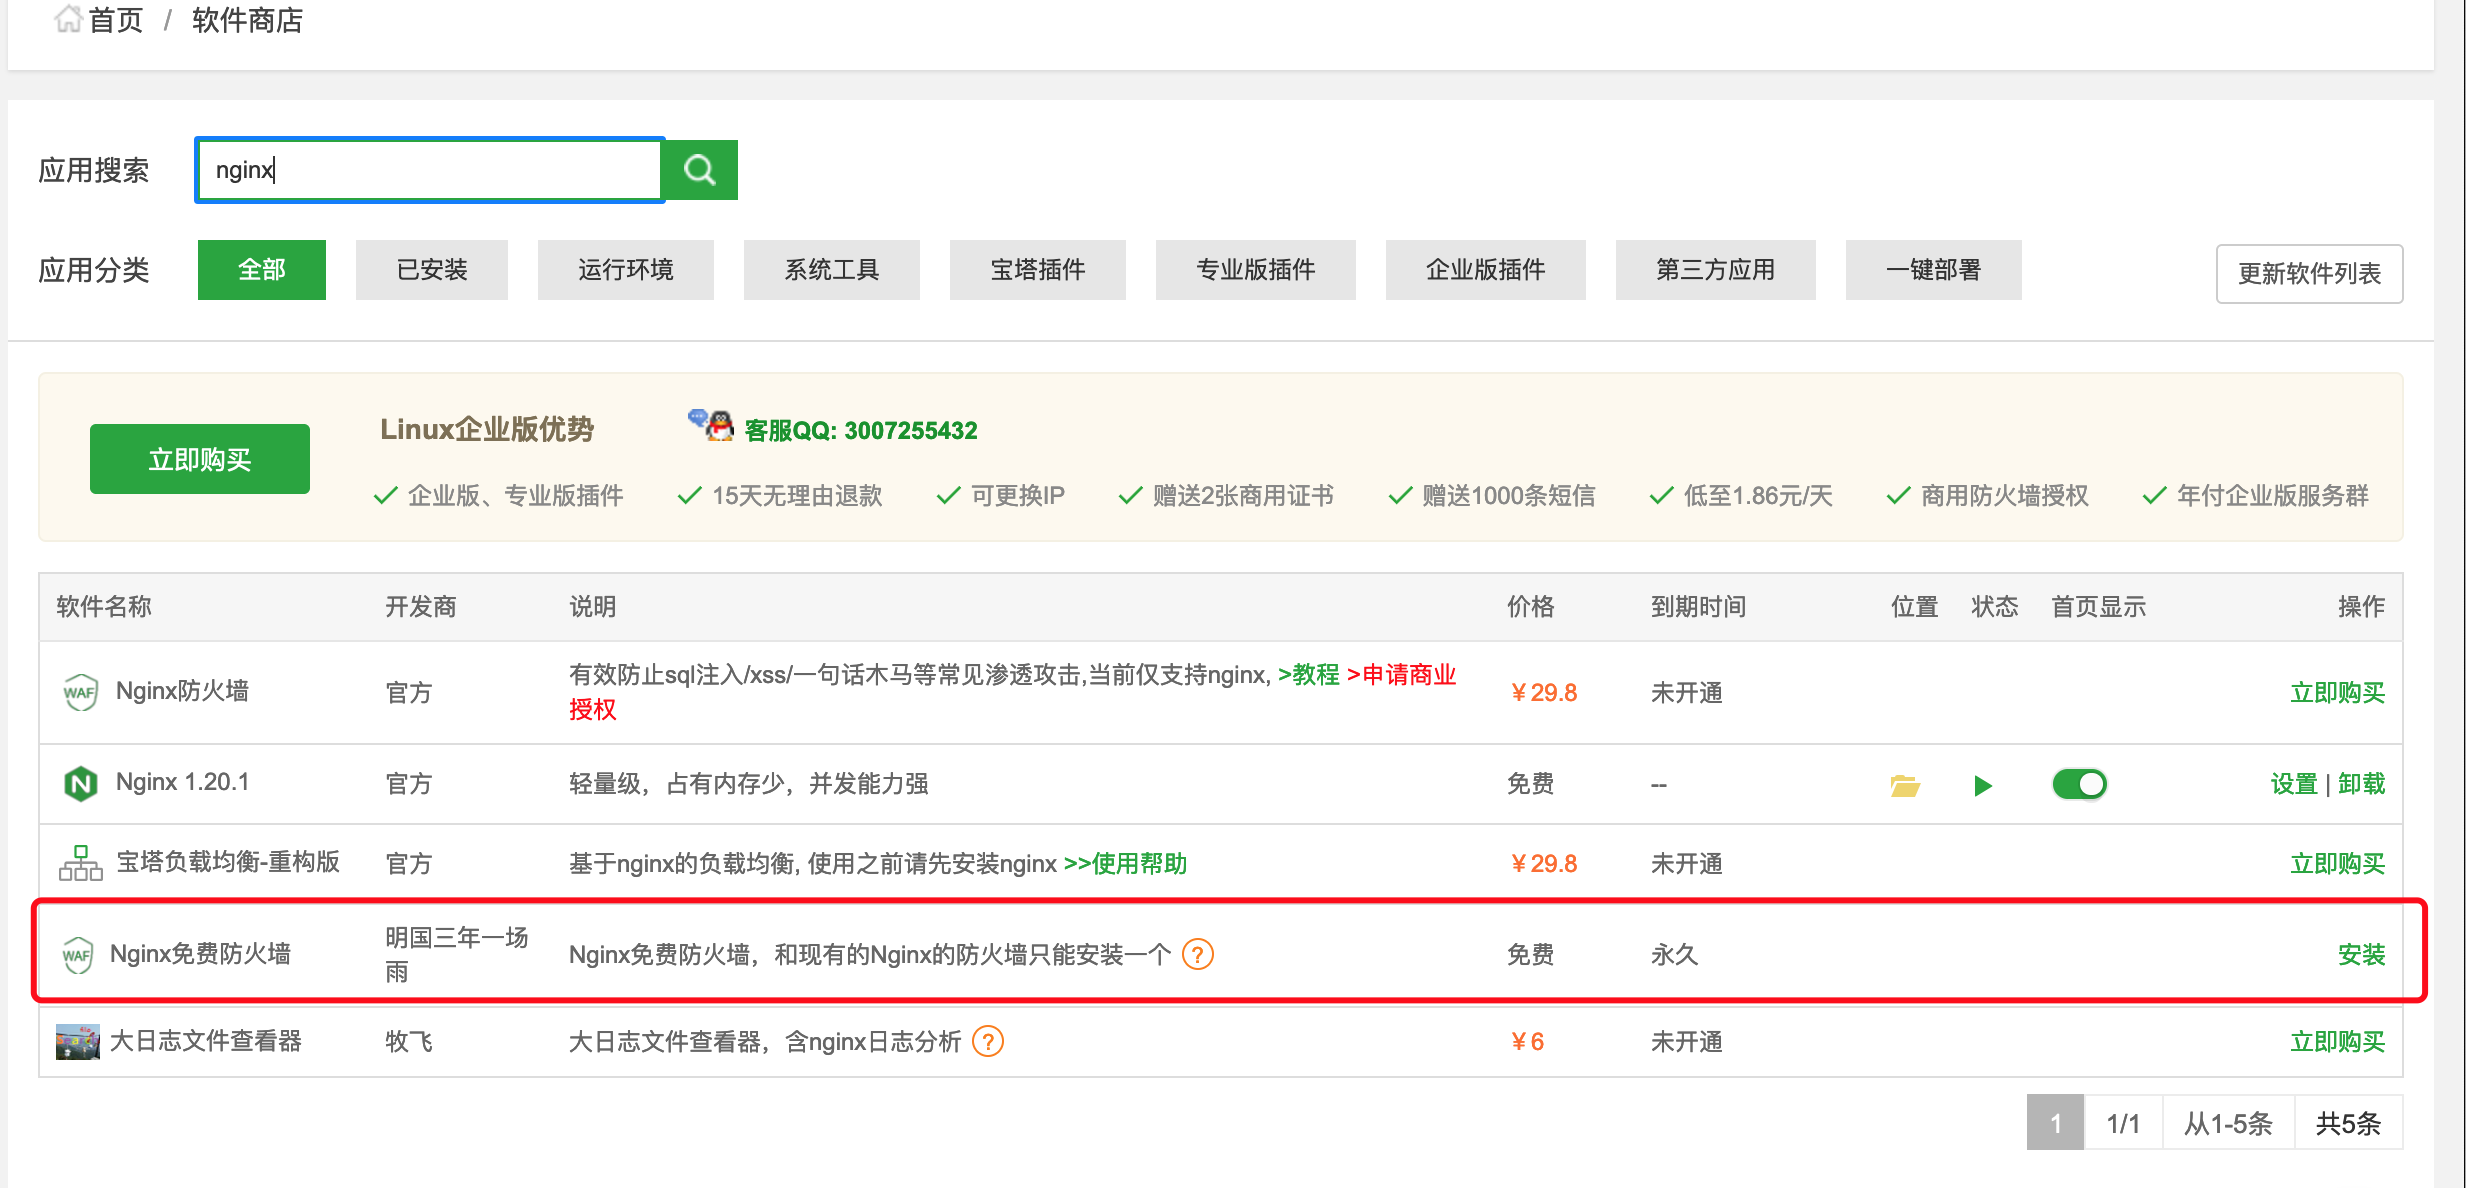 首页 / 软件商店
应用搜索 nginx
应用分类 全部 已安装 运行环境 系统工具 宝塔插件 专业版插件 企业版插件 第三方应用 一键部署 更新软件列表
立即购买
Linux企业版优势 客服QQ: 3007255432
企业版、专业版插件 15天无理由退款 可更换IP 赠送2张商用证书 赠送1000条短信 低至1.86元/天 商用防火墙授权 年付企业版服务群
软件名称 开发商 说明 价格 到期时间 位置 状态 首页显示 操作
WAF Nginx防火墙 官方 有效防止sql注入/xss/一句话木马等常见渗透攻击,当前仅支持nginx, >教程 >申请商业
授权 ￥29.8 未开通 立即购买
N Nginx 1.20.1 官方 轻量级，占有内存少，并发能力强 免费 -- 设置 | 卸载
宝塔负载均衡-重构版 官方 基于nginx的负载均衡, 使用之前请先安装nginx >>使用帮助 ￥29.8 未开通 立即购买
WAF Nginx免费防火墙 明国三年一场
雨 Nginx免费防火墙，和现有的Nginx的防火墙只能安装一个 ? 免费 永久 安装
大日志文件查看器 牧飞 大日志文件查看器，含nginx日志分析 ? ￥6 未开通 立即购买
1 1/1 从1-5条 共5条